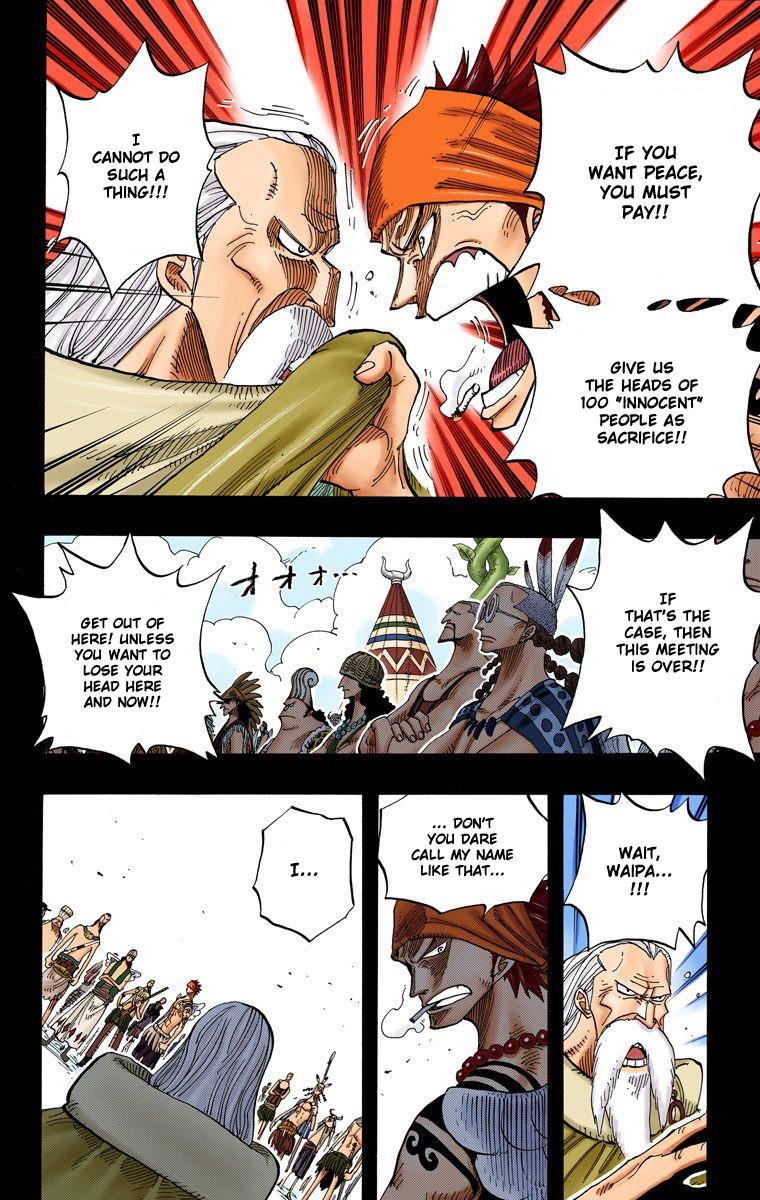 IF YOU
WANT PEACE,
YOU MUST
PAY!!
I
CANNOT DO
SUCH A
THING!!!
GIVE US
THE HEADS OF
100 "INNOCENT"
PEOPLE AS
SACRIFICE!!
IF
THAT'S THE
CASE, THEN
THIS MEETING
IS OVER!!
オオオ...
GET OUT OF
HERE! UNLESS
YOU WANT TO
LOSE YOUR
HEAD HERE
AND NOW!!
WAIT,
WAIPA...
!!!
... DON'T
YOU DARE
CALL MY NAME
LIKE THAT...
I...